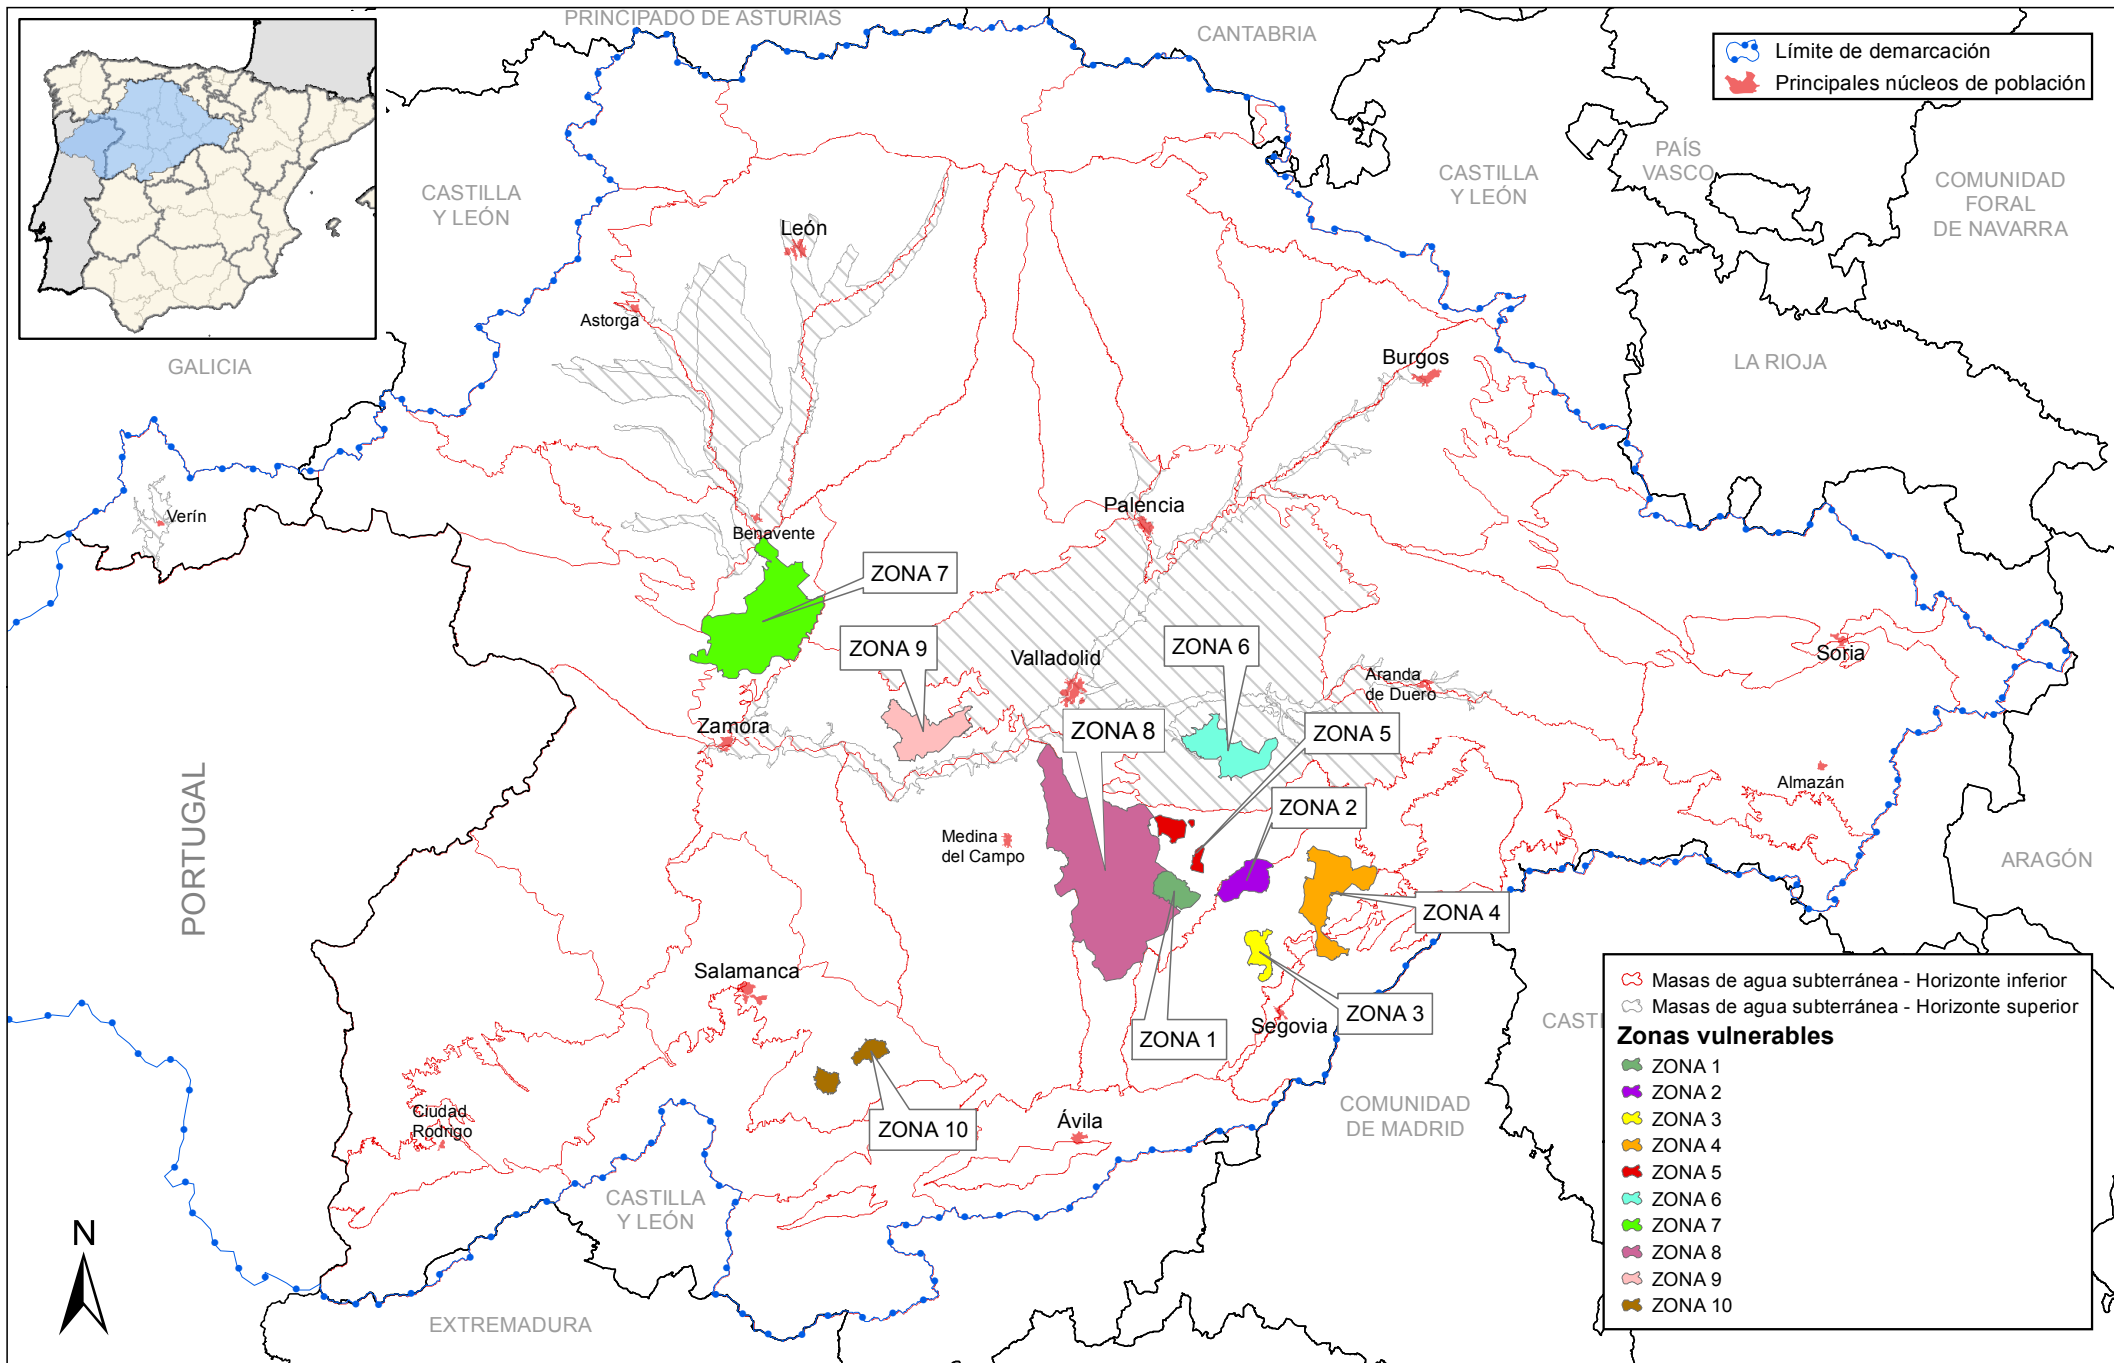 PRINCIPADO DE ASTURIAS
CANTABRIA
Límite de demarcación
Principales núcleos de población
CASTILLA
Y LEÓN
CASTILLA
Y LEÓN
PAÍS
VASCO
COMUNIDAD
FORAL
DE NAVARRA
León
Astorga
GALICIA
Burgos
LA RIOJA
Verín
Palencia
Benavente
ZONA 7
ZONA 9
Valladolid
ZONA 6
Soria
Aranda
de Duero
Zamora
ZONA 8
ZONA 5
PORTUGAL
Almazán
ZONA 2
Medina
del Campo
ARAGÓN
ZONA 4
Salamanca
ZONA 3
Segovia
ZONA 1
CASTI
Ciudad
Rodrigo
ZONA 10
Ávila
COMUNIDAD
DE MADRID
CASTILLA
Y LEÓN
N
EXTREMADURA
Masas de agua subterránea - Horizonte inferior
Masas de agua subterránea - Horizonte superior
Zonas vulnerables
ZONA 1
ZONA 2
ZONA 3
ZONA 4
ZONA 5
ZONA 6
ZONA 7
ZONA 8
ZONA 9
ZONA 10